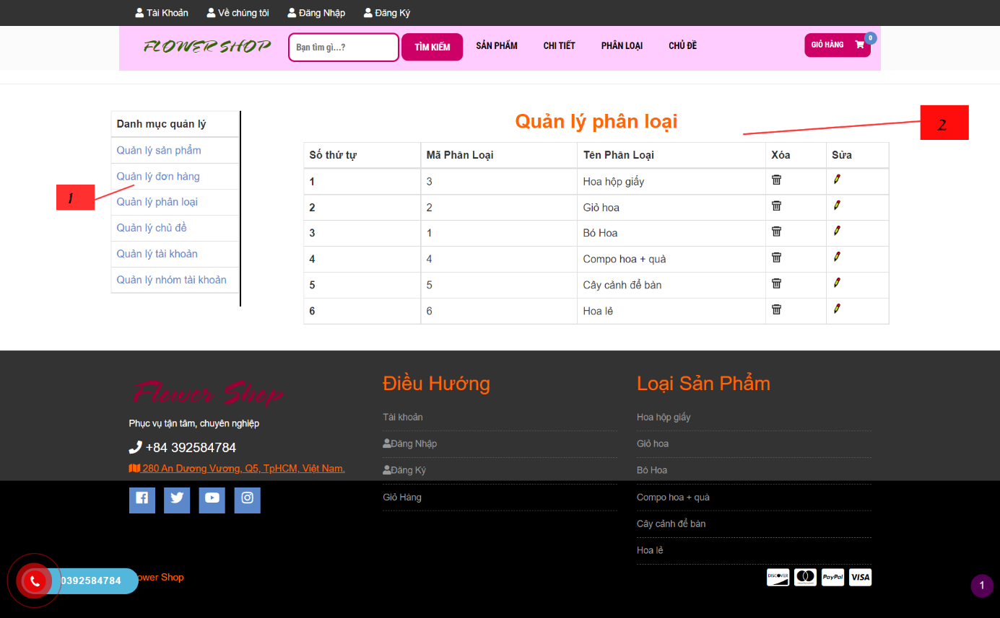 Tài Khoản Về chúng tôi Đăng Nhập Đăng Ký
FLOWER SHOP Bạn tìm gì...? TÌM KIẾM SẢN PHẨM CHI TIẾT PHÂN LOẠI CHỦ ĐỀ GIỎ HÀNG 0
Danh mục quản lý
Quản lý sản phẩm
Quản lý đơn hàng
Quản lý phân loại
Quản lý chủ đề
Quản lý tài khoản
Quản lý nhóm tài khoản
1
Quản lý phân loại
2
Số thứ tự Mã Phân Loại Tên Phân Loại Xóa Sửa
1 3 Hoa hộp giấy
2 2 Giỏ hoa
3 1 Bó Hoa
4 4 Compo hoa + quà
5 5 Cây cảnh để bàn
6 6 Hoa lẻ
Flower Shop
Phục vụ tận tâm, chuyên nghiệp
+84 392584784
280 An Dương Vương, Q5, TpHCM, Việt Nam.
Điều Hướng
Tài khoản
Đăng Nhập
Đăng Ký
Giỏ Hàng
Loại Sản Phẩm
Hoa hộp giấy
Giỏ hoa
Bó Hoa
Compo hoa + quà
Cây cảnh để bàn
Hoa lẻ
0392584784
ower Shop
DISCOVER PayPal VISA
1